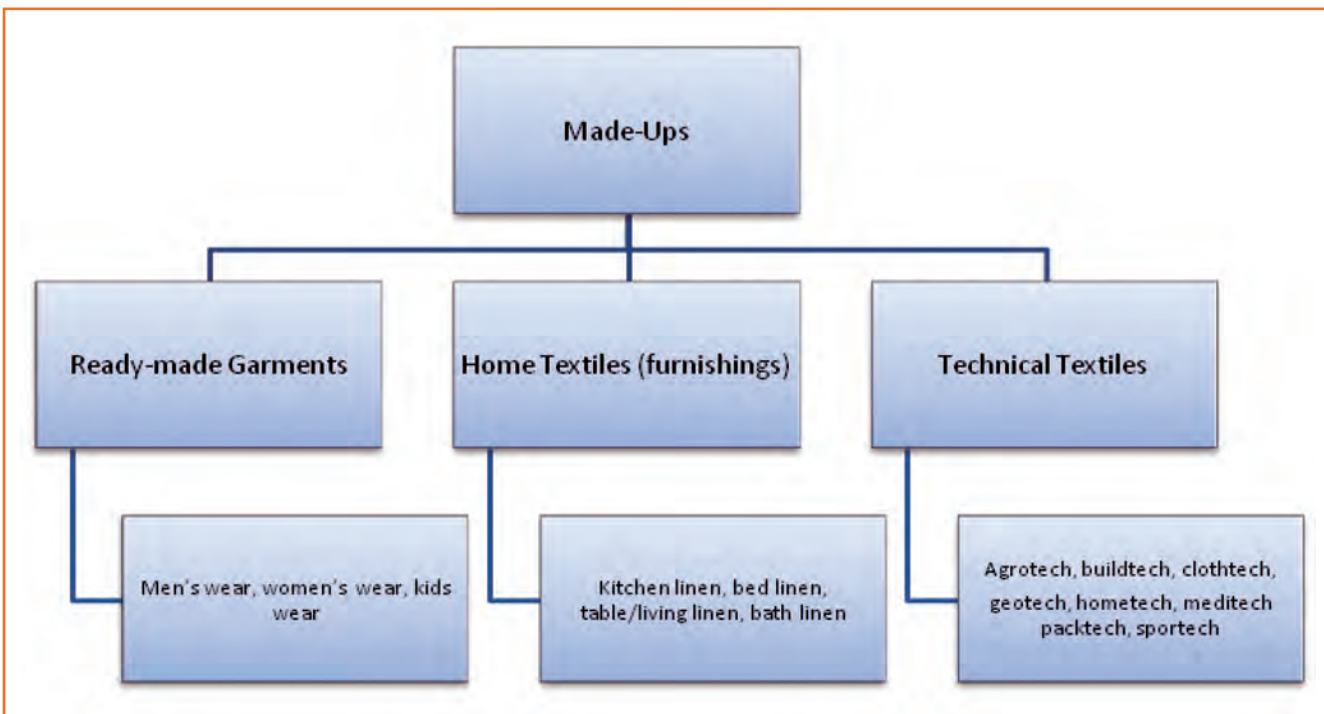 Made-Ups
Ready-made Garments
Home Textiles (furnishings)
Technical Textiles
Men's wear, women's wear, kids
wear
Kitchen linen, bed linen,
table/living linen, bath linen
Agrotech, buildtech, clothtech,
geotech, hometech, meditech
packtech, sportech